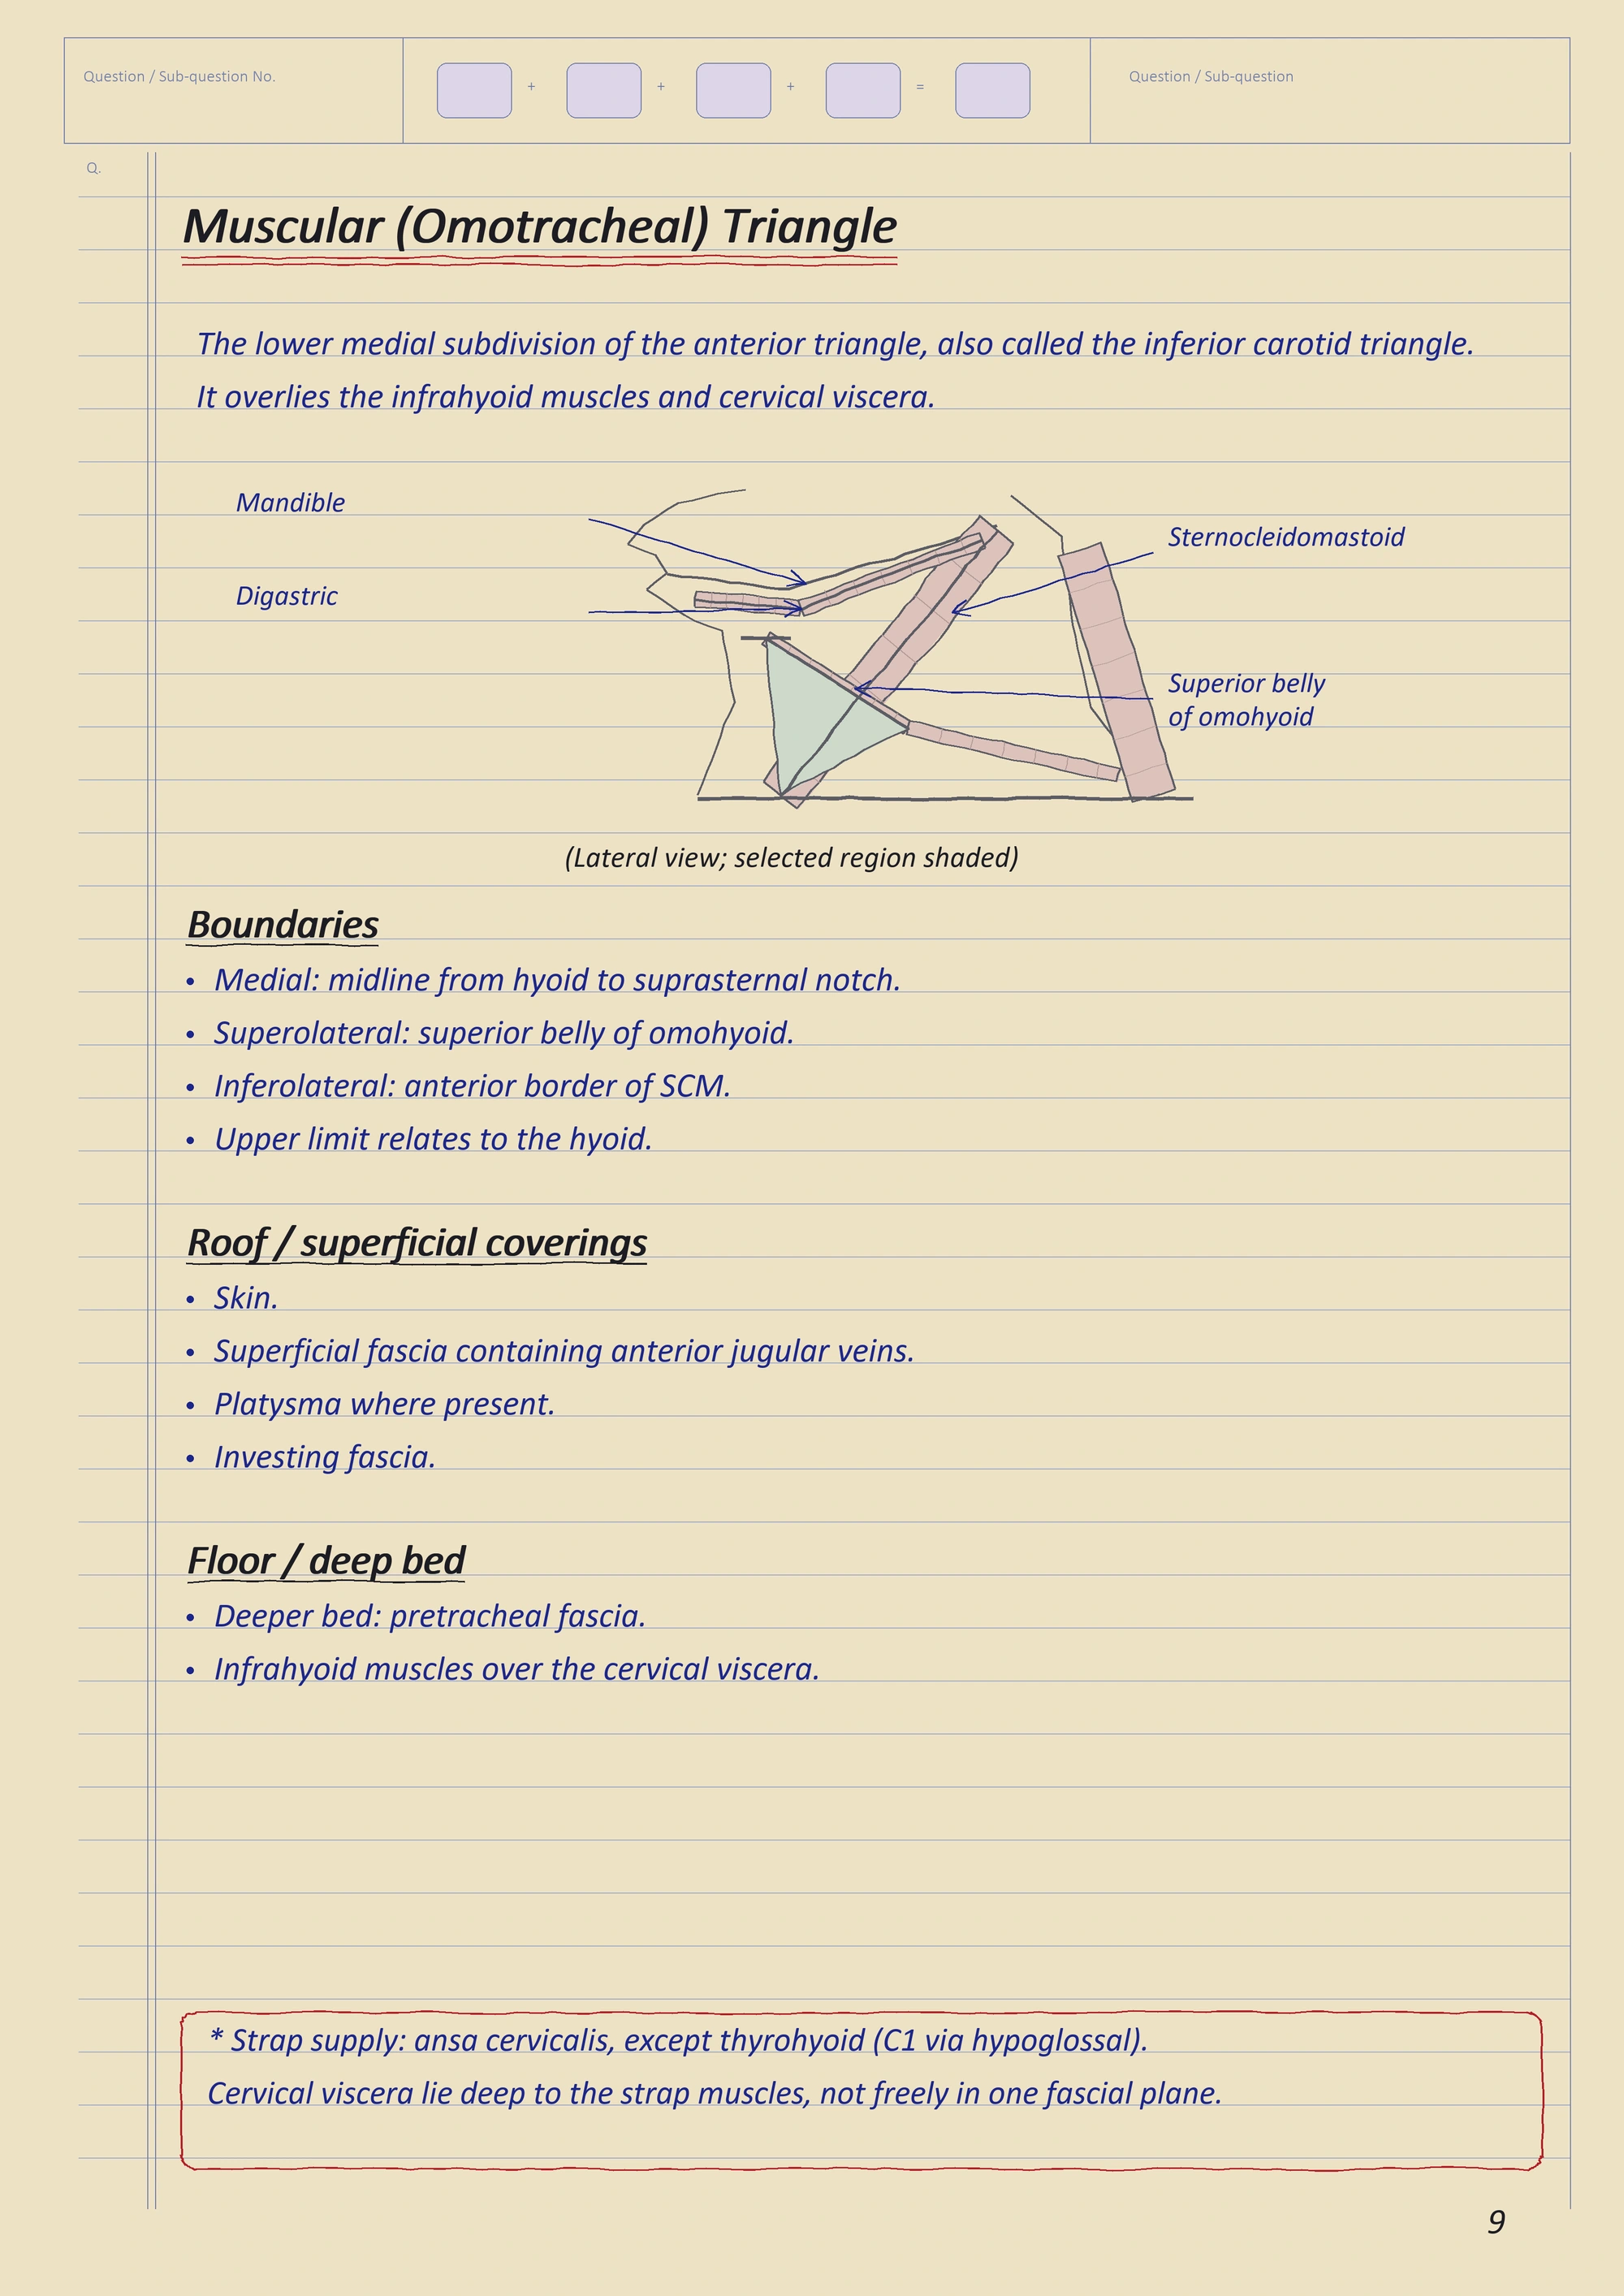 Question / Sub-question No.
+ + + =
Question / Sub-question
Q.
Muscular (Omotracheal) Triangle
The lower medial subdivision of the anterior triangle, also called the inferior carotid triangle.
It overlies the infrahyoid muscles and cervical viscera.
Mandible
Sternocleidomastoid
Digastric
Superior belly
of omohyoid
(Lateral view; selected region shaded)
Boundaries
• Medial: midline from hyoid to suprasternal notch.
• Superolateral: superior belly of omohyoid.
• Inferolateral: anterior border of SCM.
• Upper limit relates to the hyoid.
Roof / superficial coverings
• Skin.
• Superficial fascia containing anterior jugular veins.
• Platysma where present.
• Investing fascia.
Floor / deep bed
• Deeper bed: pretracheal fascia.
• Infrahyoid muscles over the cervical viscera.
* Strap supply: ansa cervicalis, except thyrohyoid (C1 via hypoglossal).
Cervical viscera lie deep to the strap muscles, not freely in one fascial plane.
9